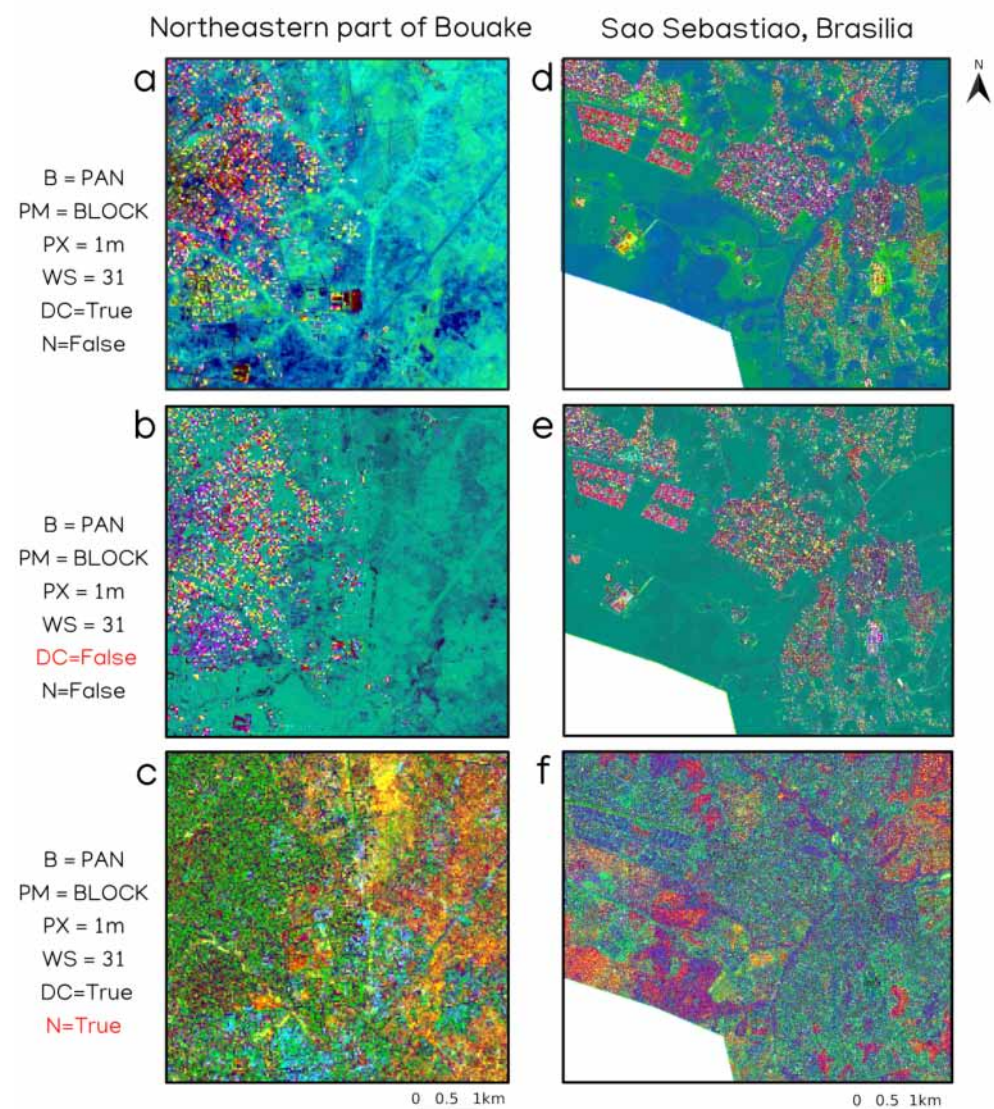 Northeastern part of Bouake
Sao Sebastiao, Brasilia
N
a
d
B = PAN
PM = BLOCK
PX = 1m
WS = 31
DC=True
N=False
b
e
B = PAN
PM = BLOCK
PX = 1m
WS = 31
DC=False
N=False
c
f
B = PAN
PM = BLOCK
PX = 1m
WS = 31
DC=True
N=True
0 0.5 1km
0 0.5 1km